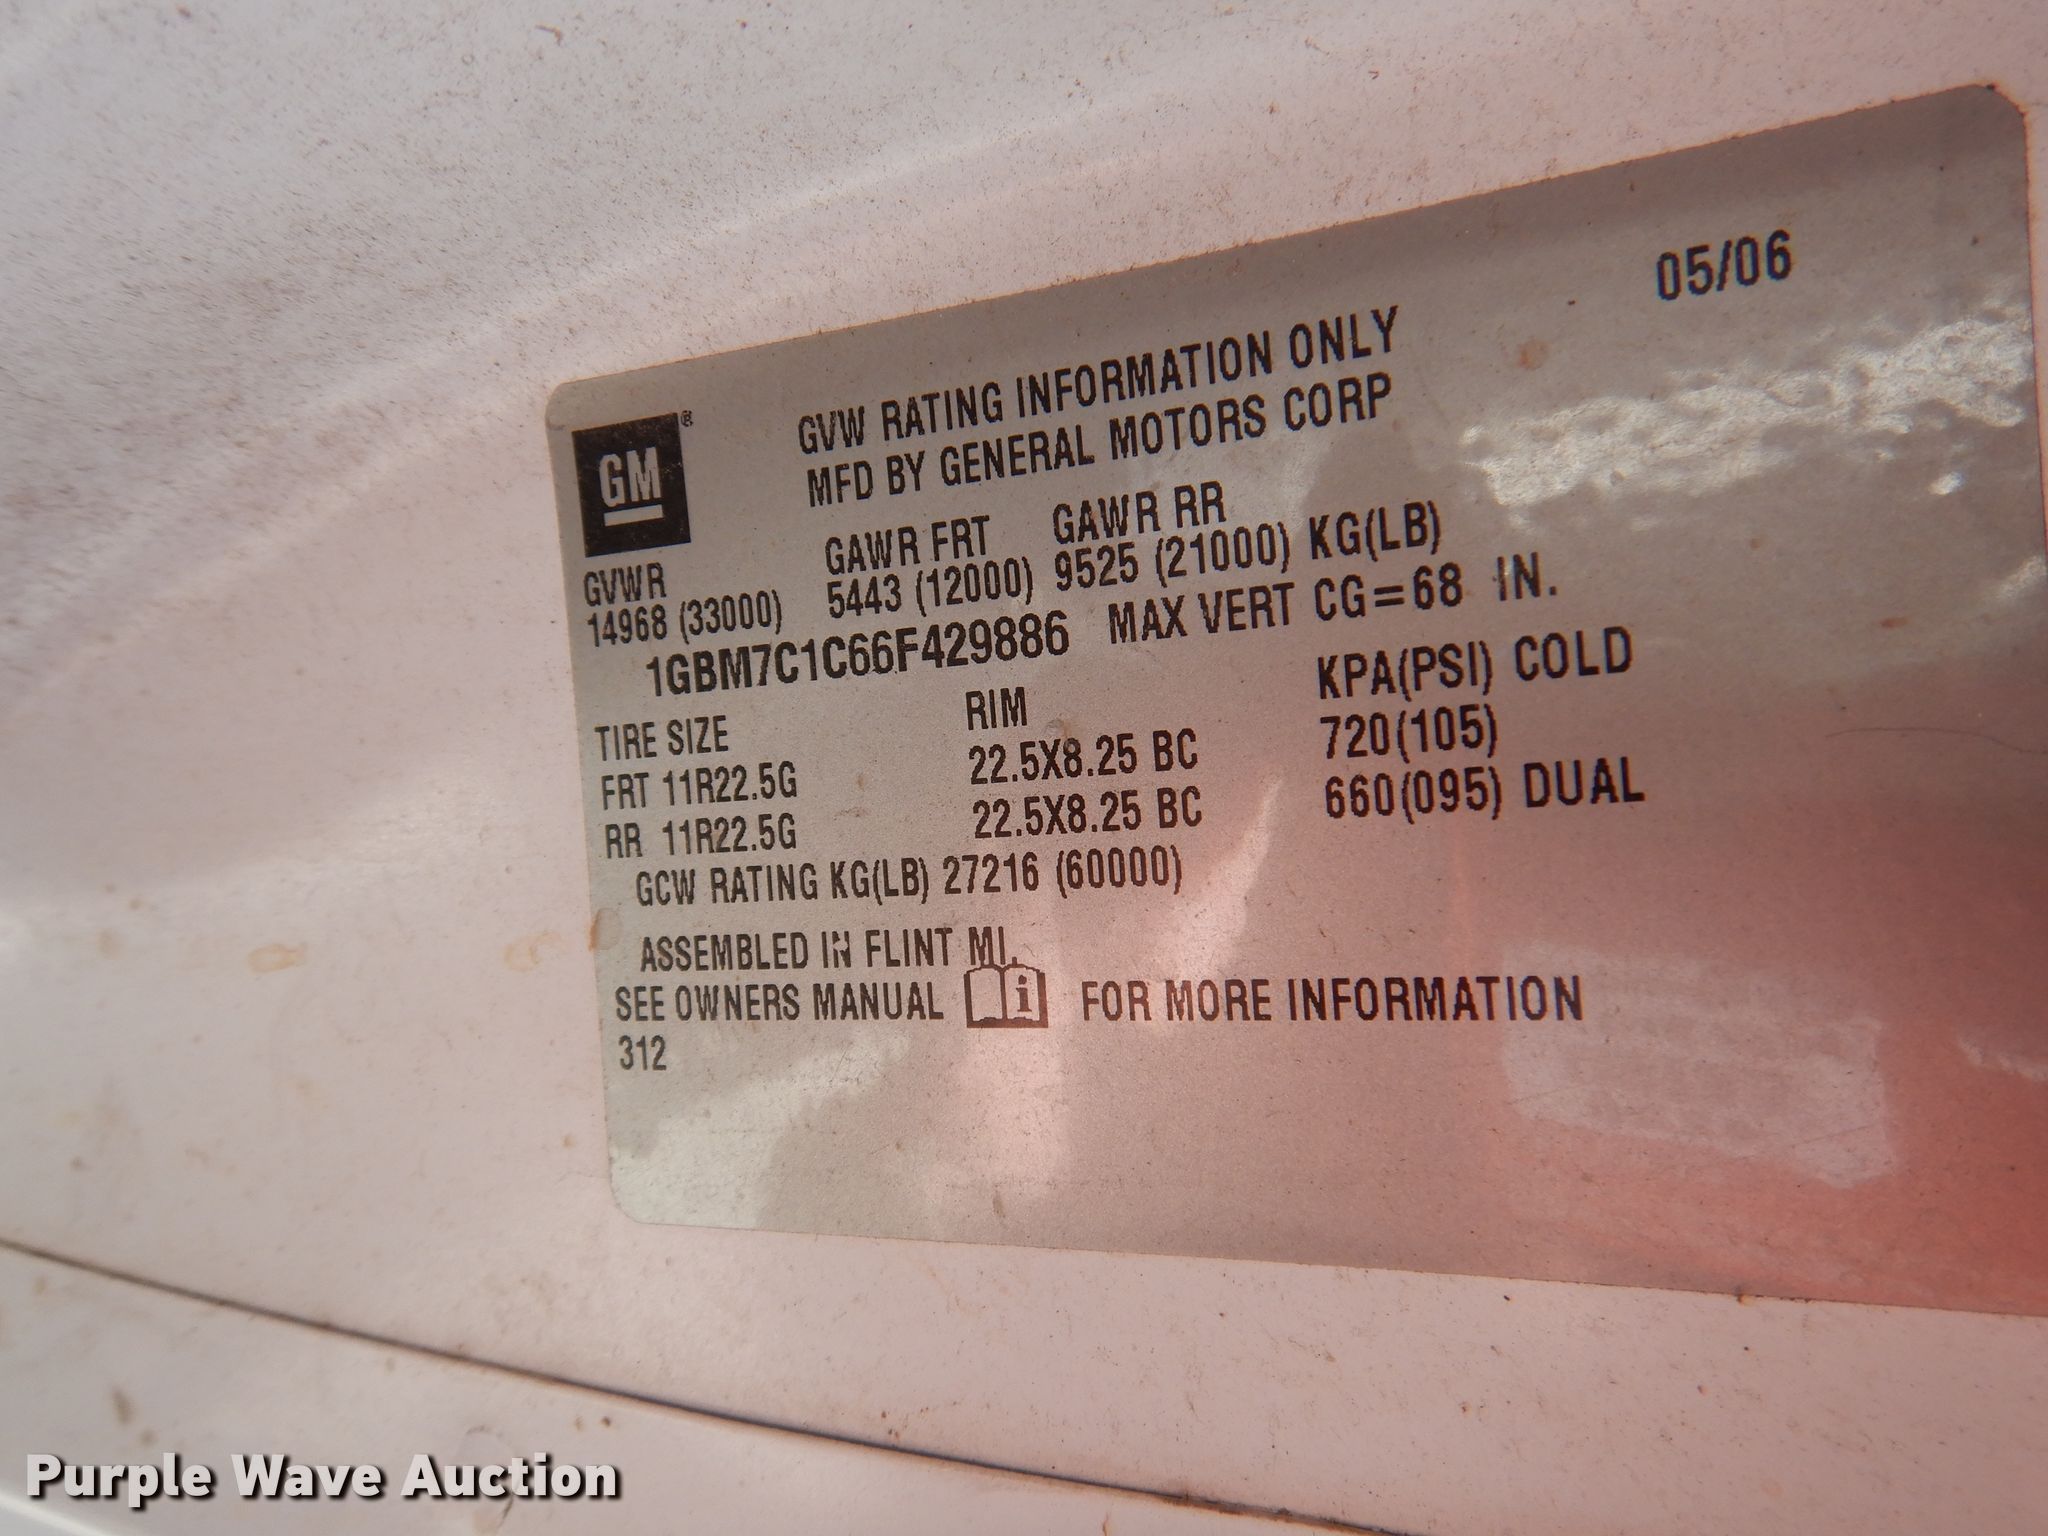 05/06
GM®
GVW RATING INFORMATION ONLY
MFD BY GENERAL MOTORS CORP
GVWR GAWR FRT GAWR RR
14968 (33000) 5443 (12000) 9525 (21000) KG(LB)
1GBM7C1C66F429886 MAX VERT CG=68 IN.
TIRE SIZE RIM KPA(PSI) COLD
FRT 11R22.5G 22.5X8.25 BC 720(105)
RR 11R22.5G 22.5X8.25 BC 660(095) DUAL
GCW RATING KG(LB) 27216 (60000)
ASSEMBLED IN FLINT MI.
SEE OWNERS MANUAL i FOR MORE INFORMATION
312
Purple Wave Auction